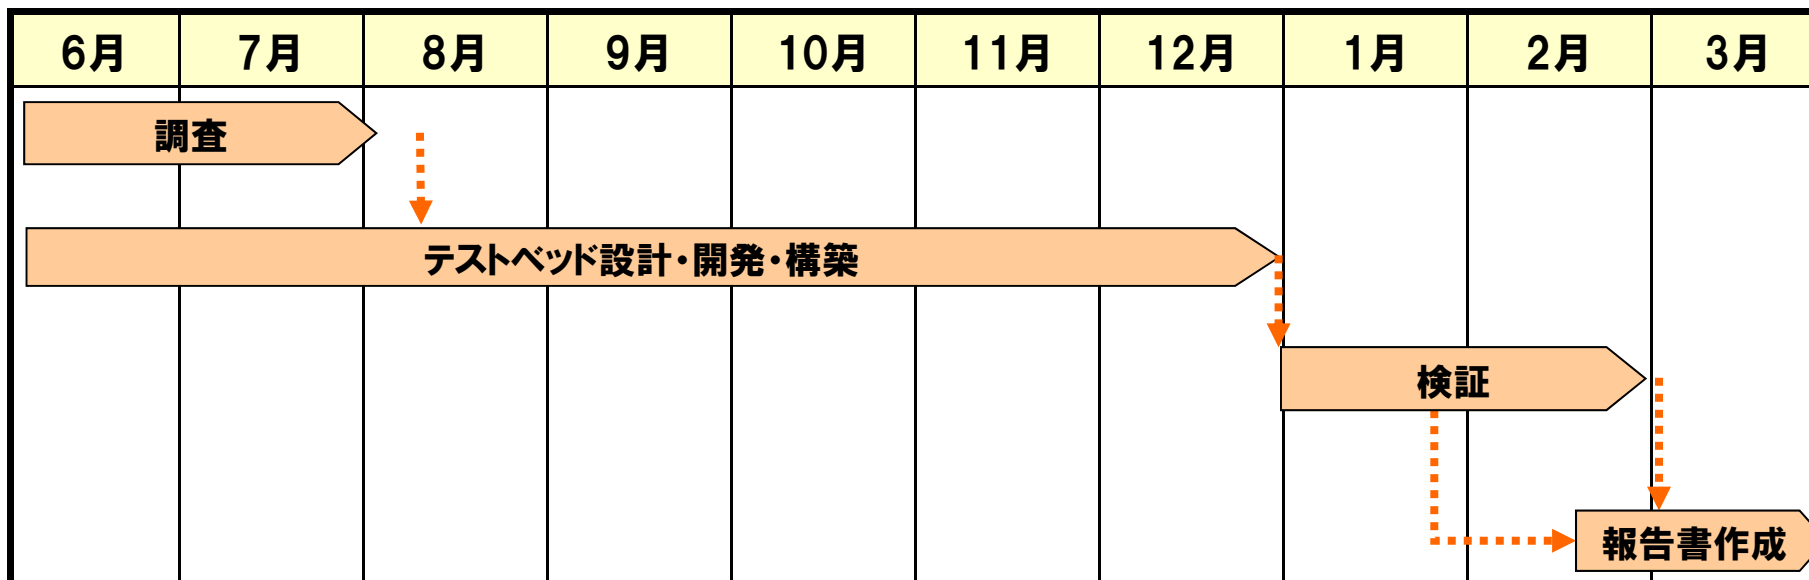 6月 7月 8月 9月 10月 11月 12月 1月 2月 3月
調査
テストベッド設計・開発・構築
検証
報告書作成